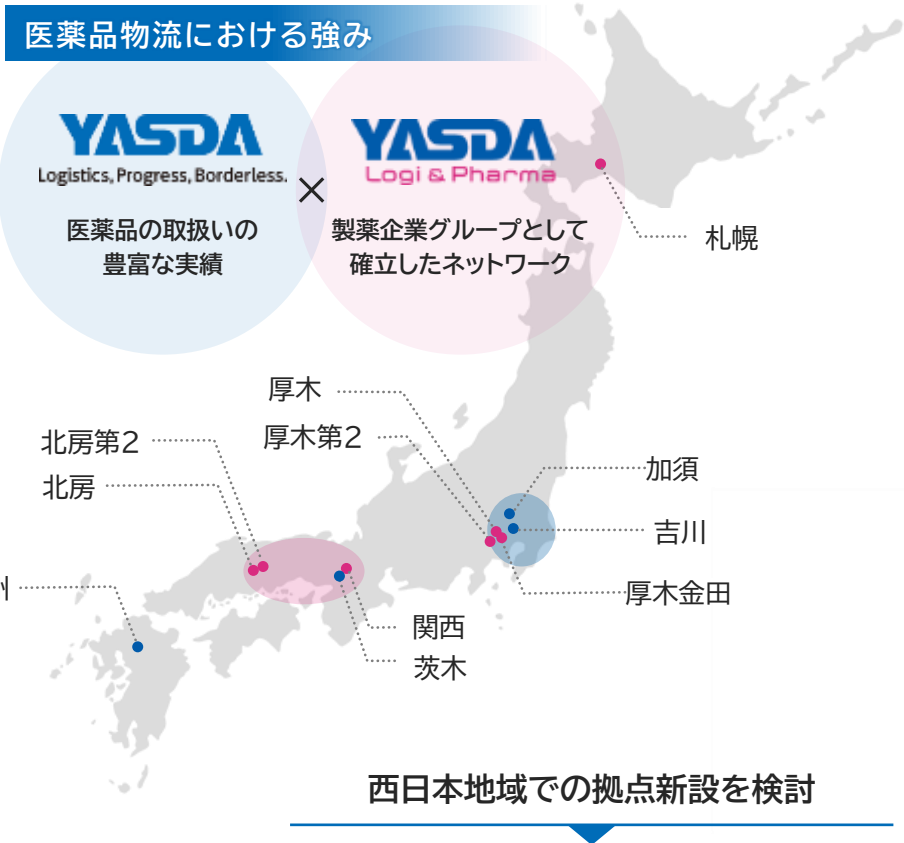 医薬品物流における強み
YASDA
Logistics, Progress, Borderless.
医薬品の取扱いの
豊富な実績
×
YASDA
Logi & Pharma
製薬企業グループとして
確立したネットワーク
札幌
厚木
厚木第2
北房第2
北房
加須
吉川
厚木金田
州
関西
茨木
西日本地域での拠点新設を検討